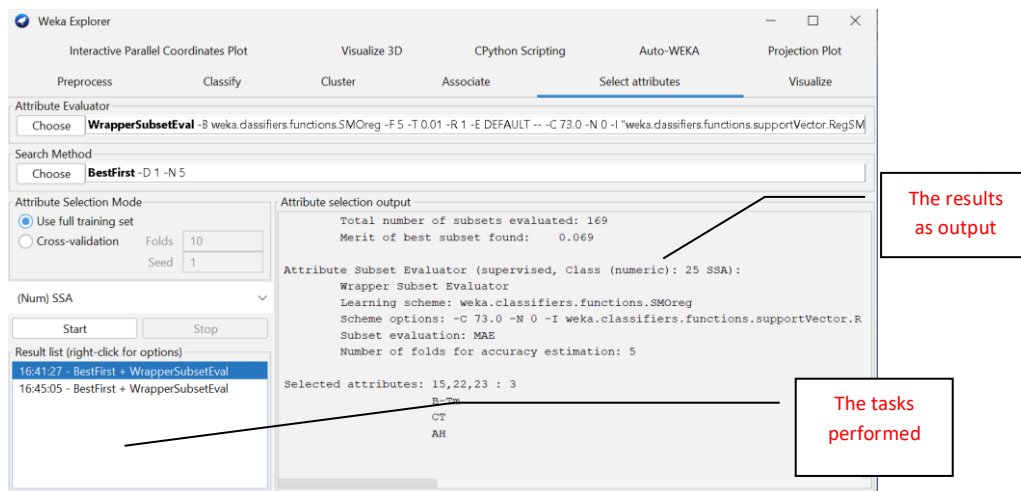 Weka Explorer
Interactive Parallel Coordinates Plot Visualize 3D CPython Scripting Auto-WEKA Projection Plot
Preprocess Classify Cluster Associate Select attributes Visualize
Attribute Evaluator
Choose WrapperSubsetEval -B weka.classifiers.functions.SMOreg -F 5 -T 0.01 -R 1 -E DEFAULT -- -C 73.0 -N 0 -I "weka.classifiers.functions.supportVector.RegSM
Search Method
Choose BestFirst -D 1 -N 5
Attribute Selection Mode
Use full training set
Cross-validation Folds 10
Seed 1
(Num) SSA
Start Stop
Result list (right-click for options)
16:41:27 - BestFirst + WrapperSubsetEval
16:45:05 - BestFirst + WrapperSubsetEval
Attribute selection output
Total number of subsets evaluated: 169
Merit of best subset found: 0.069
Attribute Subset Evaluator (supervised, Class (numeric): 25 SSA):
Wrapper Subset Evaluator
Learning scheme: weka.classifiers.functions.SMOreg
Scheme options: -C 73.0 -N 0 -I weka.classifiers.functions.supportVector.R
Subset evaluation: MAE
Number of folds for accuracy estimation: 5
Selected attributes: 15,22,23 : 3
B-Tm
CT
AH
The results
as output
The tasks
performed